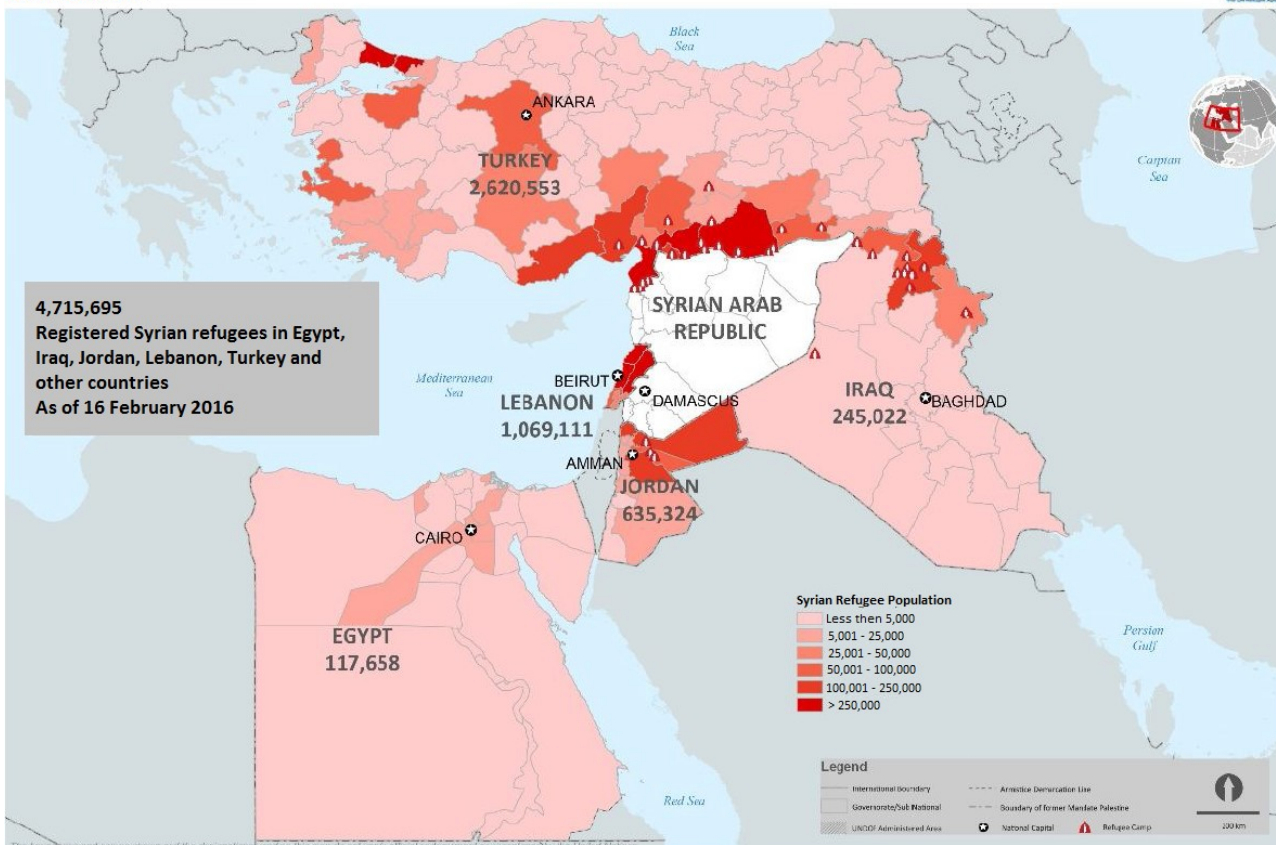 Black
Sea
ANKARA
TURKEY
2,620,553
Caspian
Sea
4,715,695
Registered Syrian refugees in Egypt,
Iraq, Jordan, Lebanon, Turkey and
other countries
As of 16 February 2016
SYRIAN ARAB
REPUBLIC
Mediterranean
Sea
BEIRUT
LEBANON
1,069,111
DAMASCUS
IRAQ
245,022
BAGHDAD
AMMAN
JORDAN
635,324
CAIRO
EGYPT
117,658
Syrian Refugee Population
Less then 5,000
5,001 - 25,000
25,001 - 50,000
50,001 - 100,000
100,001 - 250,000
> 250,000
Persian
Gulf
Red Sea
Legend
International Boundary
Armistice Demarcation Line
Governorate/Sub National
Boundary of former Mandate Palestine
UNDOF Administered Area
National Capital
Refugee Camp